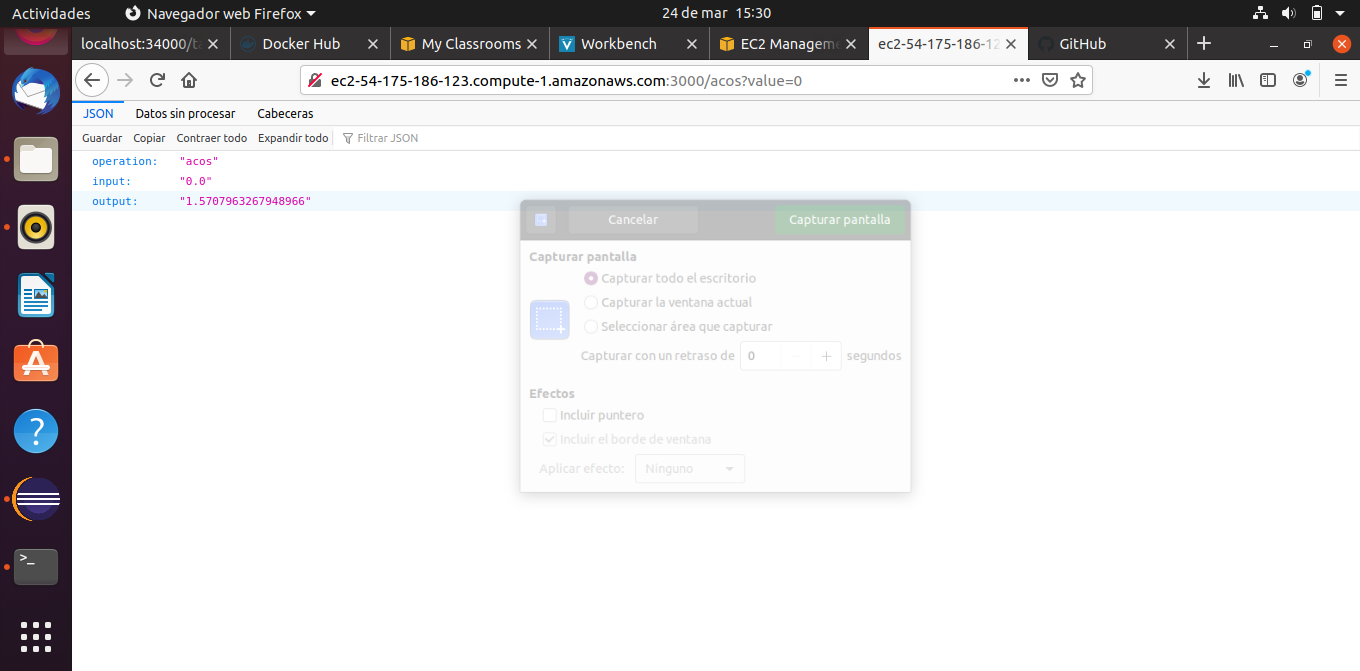 Actividades Navegador web Firefox 24 de mar 15:30
localhost:34000/t Docker Hub My Classrooms Workbench EC2 Managem ec2-54-175-186-12 GitHub
ec2-54-175-186-123.compute-1.amazonaws.com:3000/acos?value=0
JSON Datos sin procesar Cabeceras
Guardar Copiar Contraer todo Expandir todo Filtrar JSON
operation: "acos"
input: "0.0"
output: "1.5707963267948966"
Cancelar Capturar pantalla
Capturar pantalla
Capturar todo el escritorio
Capturar la ventana actual
Seleccionar área que capturar
Capturar con un retraso de 0 − + segundos
Efectos
Incluir puntero
Incluir el borde de ventana
Aplicar efecto: Ninguno